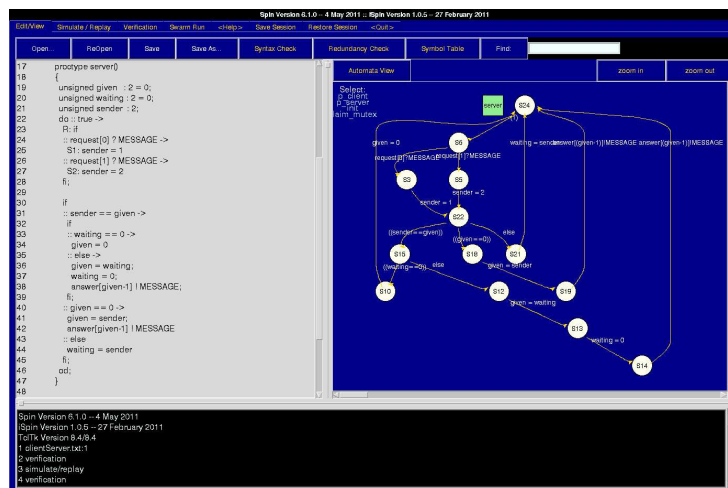 Spin Version 6.1.0 -- 4 May 2011 :: iSpin Version 1.0.5 -- 27 February 2011
Edit/View Simulate / Replay Verification Swarm Run <Help> Save Session Restore Session <Quit>
Open... ReOpen Save Save As... Syntax Check Redundancy Check Symbol Table Find:
Automata View zoom in zoom out
17 proctype server()
18 {
19 unsigned given : 2 = 0;
20 unsigned waiting : 2 = 0;
21 unsigned sender : 2;
22 do :: true ->
23 R: if
24 :: request[0] ? MESSAGE ->
25 S1: sender = 1
26 :: request[1] ? MESSAGE ->
27 S2: sender = 2
28 fi;
29
30 if
31 :: sender == given ->
32 if
33 :: waiting == 0 ->
34 given = 0
35 :: else ->
36 given = waiting;
37 waiting = 0;
38 answer[given-1] ! MESSAGE;
39 fi;
40 :: given == 0 ->
41 given = sender;
42 answer[given-1] ! MESSAGE
43 :: else
44 waiting = sender
45 fi;
46 od;
47 }
48
Select:
p_client
p_server
init
laim_mutex
server
S24
(1)
given = 0
S6
waiting = sender
answer[(given-1)]!MESSAGE answer[(given-1)]!MESSAGE
request[0]?MESSAGE
request[1]?MESSAGE
S3
S5
sender = 2
sender = 1
S22
((sender==given))
((given==0))
else
S15
S18
S21
((waiting==0))
else
given = sender
S10
S12
S19
given = waiting
S13
waiting = 0
S14
Spin Version 6.1.0 -- 4 May 2011
iSpin Version 1.0.5 -- 27 February 2011
TclTk Version 8.4/8.4
1 clientServer.txt:1
2 verification
3 simulate/replay
4 verification